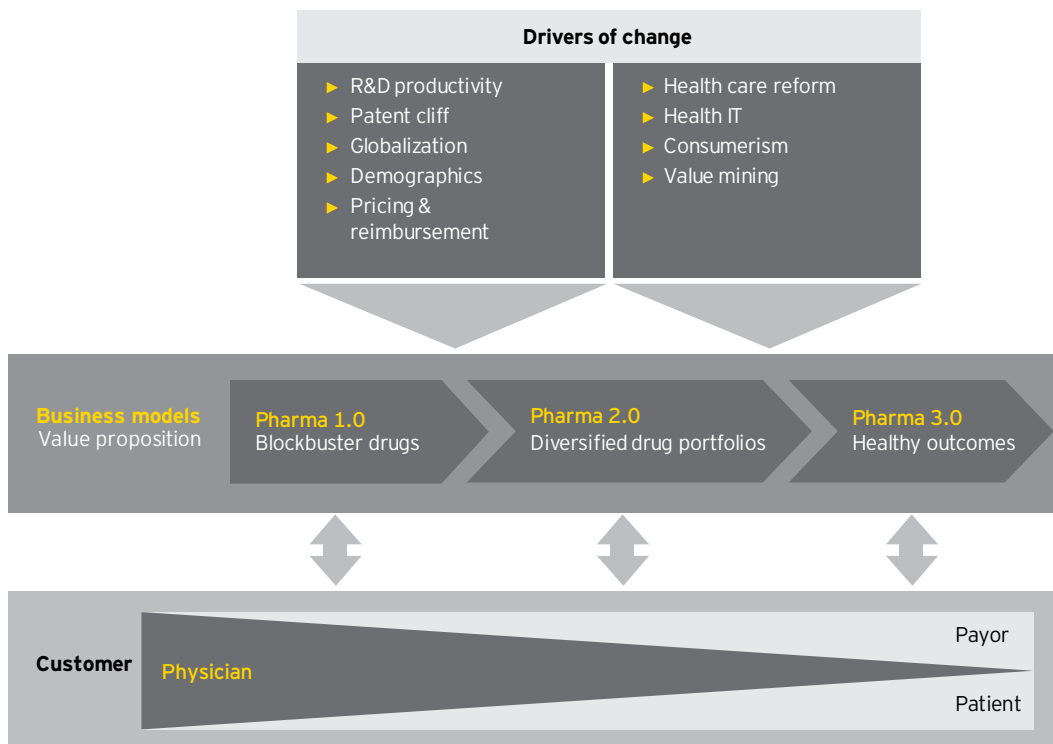 Drivers of change
R&D productivity
Patent cliff
Globalization
Demographics
Pricing &
reimbursement
Health care reform
Health IT
Consumerism
Value mining
Business models
Value proposition
Pharma 1.0
Blockbuster drugs
Pharma 2.0
Diversified drug portfolios
Pharma 3.0
Healthy outcomes
Customer
Physician
Payor
Patient